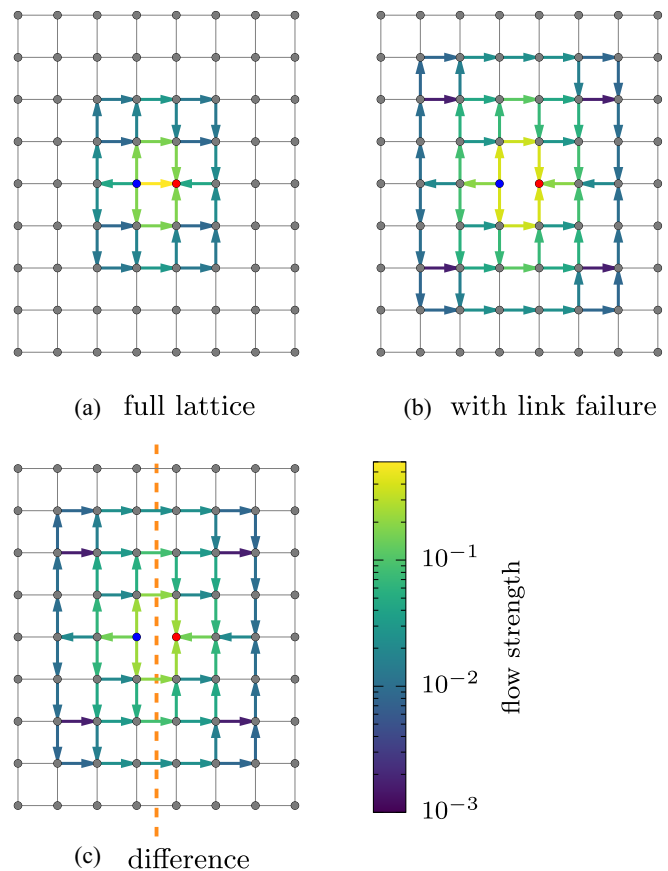 (a) full lattice
(b) with link failure
10⁻¹
10⁻²
10⁻³
flow strength
(c) difference